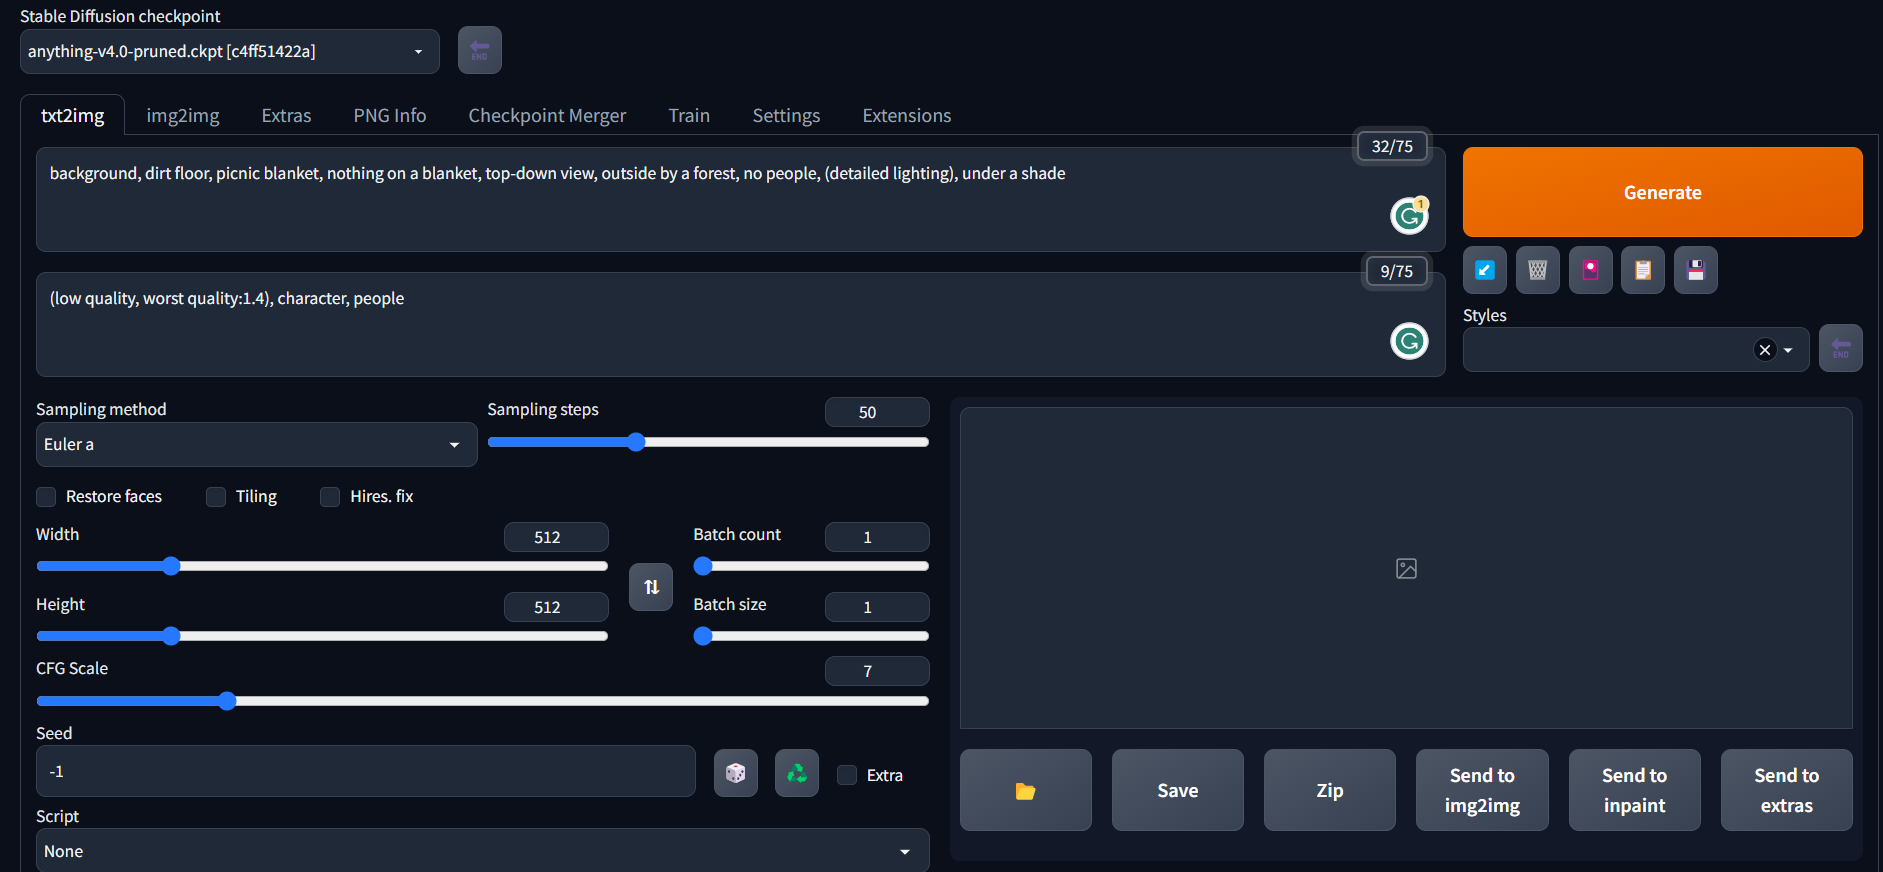 Stable Diffusion checkpoint
anything-v4.0-pruned.ckpt [c4ff51422a]
END
txt2img img2img Extras PNG Info Checkpoint Merger Train Settings Extensions
32/75
background, dirt floor, picnic blanket, nothing on a blanket, top-down view, outside by a forest, no people, (detailed lighting), under a shade
1
Generate
9/75
(low quality, worst quality:1.4), character, people
Styles
END
Sampling method
Euler a
Sampling steps
50
Restore faces
Tiling
Hires. fix
Width
512
Batch count
1
Height
512
Batch size
1
CFG Scale
7
Seed
-1
Extra
Script
None
Save
Zip
Send to
img2img
Send to
inpaint
Send to
extras